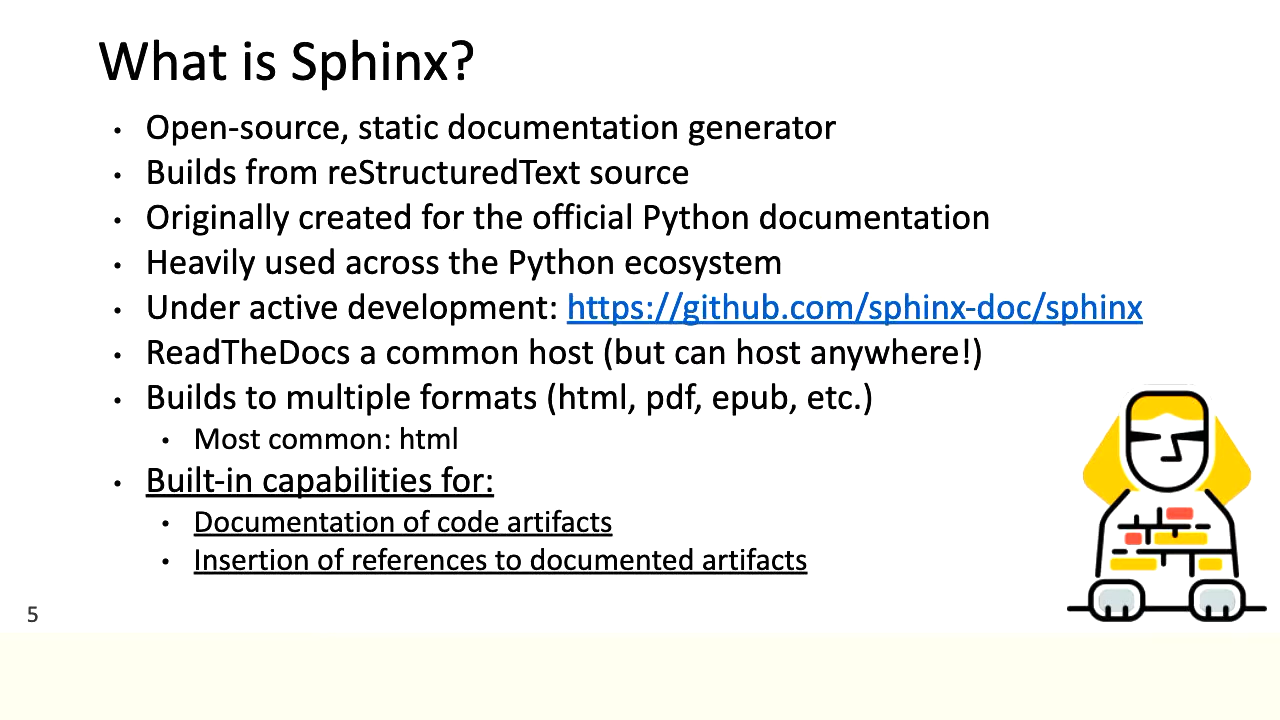 What is Sphinx?
• Open-source, static documentation generator
• Builds from reStructuredText source
• Originally created for the official Python documentation
• Heavily used across the Python ecosystem
• Under active development: https://github.com/sphinx-doc/sphinx
• ReadTheDocs a common host (but can host anywhere!)
• Builds to multiple formats (html, pdf, epub, etc.)
• Most common: html
• Built-in capabilities for:
• Documentation of code artifacts
• Insertion of references to documented artifacts
5